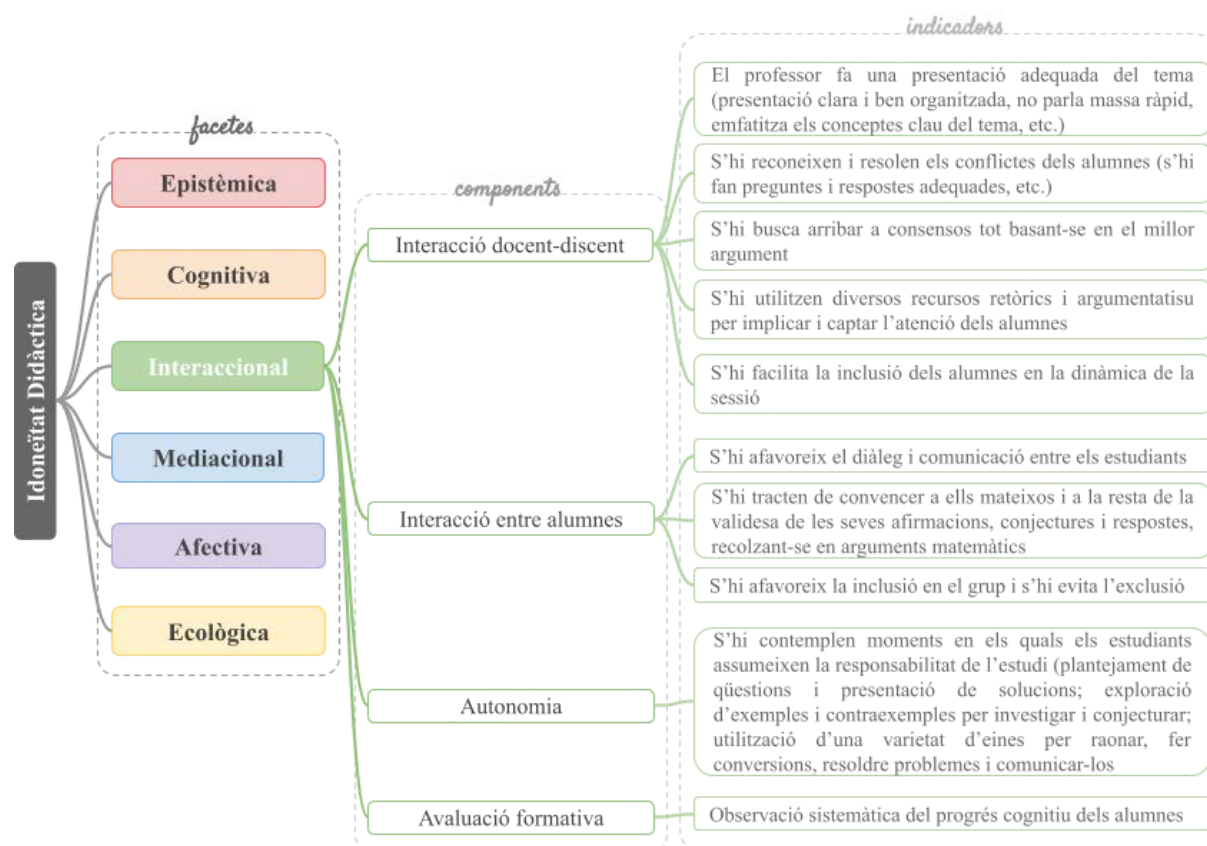 indicadors
facetes
components
Idoneïtat Didàctica
Epistèmica
Cognitiva
Interaccional
Mediacional
Afectiva
Ecològica
Interacció docent-discent
El professor fa una presentació adequada del tema
(presentació clara i ben organitzada, no parla massa ràpid,
emfatitza els conceptes clau del tema, etc.)
S’hi reconeixen i resolen els conflictes dels alumnes (s’hi
fan preguntes i respostes adequades, etc.)
S’hi busca arribar a consensos tot basant-se en el millor
argument
S’hi utilitzen diversos recursos retòrics i argumentatisu
per implicar i captar l’atenció dels alumnes
S’hi facilita la inclusió dels alumnes en la dinàmica de la
sessió
Interacció entre alumnes
S’hi afavoreix el diàleg i comunicació entre els estudiants
S’hi tracten de convencer a ells mateixos i a la resta de la
validesa de les seves afirmacions, conjectures i respostes,
recolzant-se en arguments matemàtics
S’hi afavoreix la inclusió en el grup i s’hi evita l’exclusió
Autonomia
S’hi contemplen moments en els quals els estudiants
assumeixen la responsabilitat de l’estudi (plantejament de
qüestions i presentació de solucions; exploració
d’exemples i contraexemples per investigar i conjecturar;
utilització d’una varietat d’eines per raonar, fer
conversions, resoldre problemes i comunicar-los
Avaluació formativa
Observació sistemàtica del progrés cognitiu dels alumnes